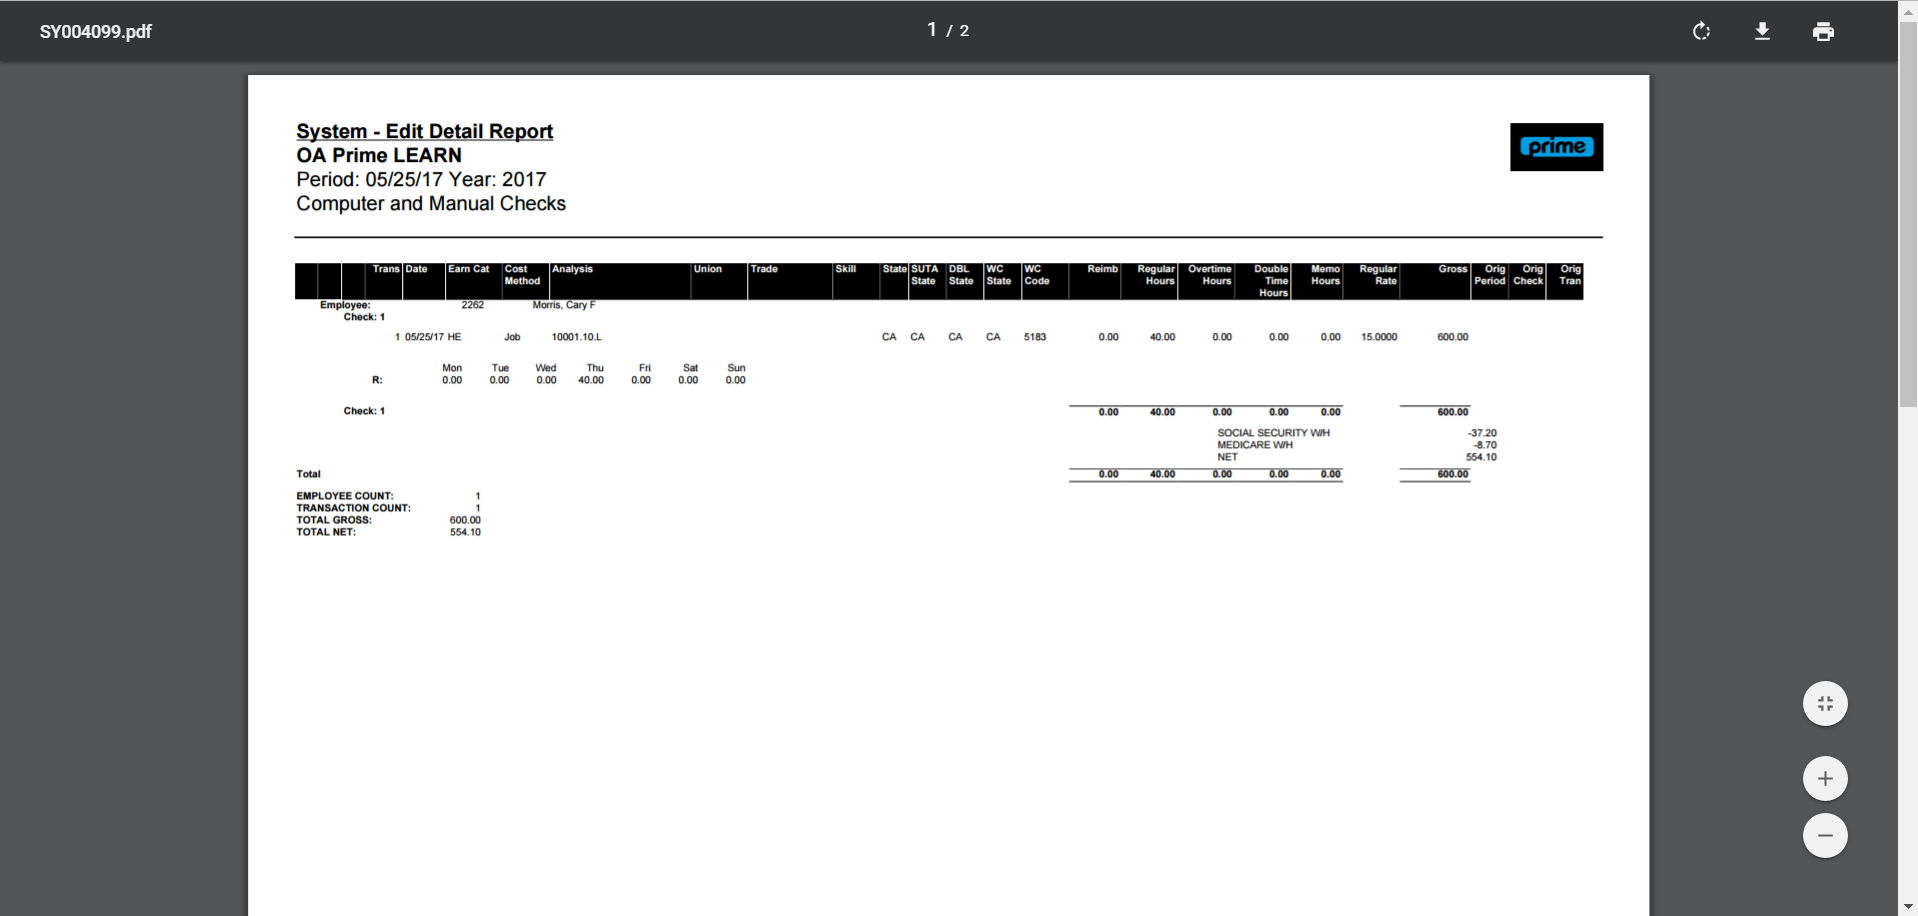 SY004099.pdf
1 / 2
System - Edit Detail Report
OA Prime LEARN
Period: 05/25/17 Year: 2017
Computer and Manual Checks
prime
Trans Date Earn Cat Cost Method Analysis Union Trade Skill State SUTA State DBL State WC State WC Code Reimb Regular Hours Overtime Hours Double Time Hours Memo Hours Regular Rate Gross Orig Period Orig Check Orig Tran
Employee: 2262 Morris, Cary F
Check: 1
1 05/25/17 HE Job 10001.10.L CA CA CA CA 5183 0.00 40.00 0.00 0.00 0.00 15.0000 600.00
Mon Tue Wed Thu Fri Sat Sun
R: 0.00 0.00 0.00 40.00 0.00 0.00 0.00
Check: 1 0.00 40.00 0.00 0.00 0.00 600.00
SOCIAL SECURITY W/H -37.20
MEDICARE W/H -8.70
NET 554.10
Total 0.00 40.00 0.00 0.00 0.00 600.00
EMPLOYEE COUNT: 1
TRANSACTION COUNT: 1
TOTAL GROSS: 600.00
TOTAL NET: 554.10